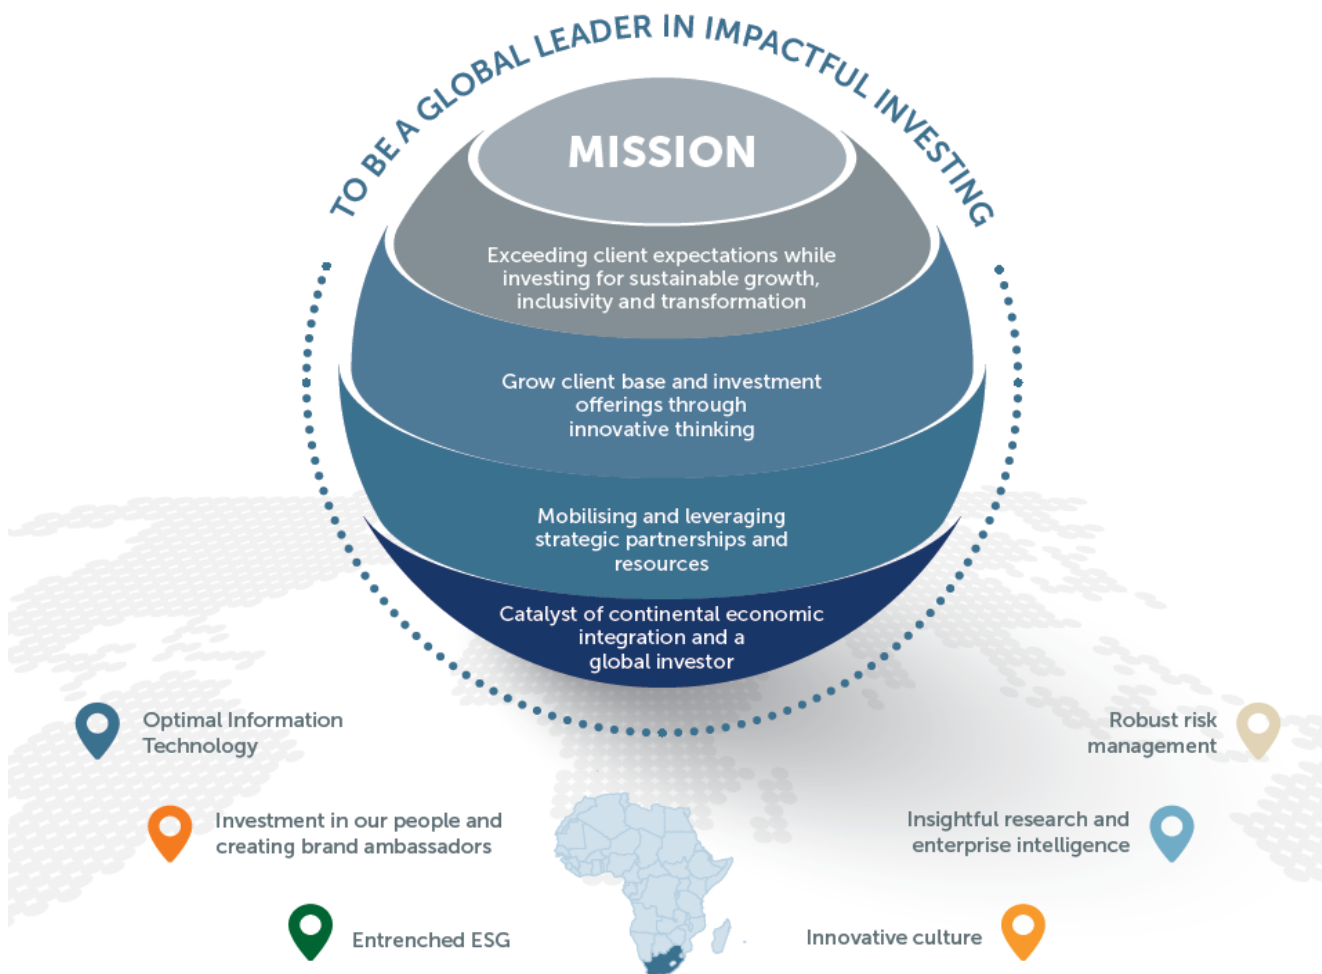 TO BE A GLOBAL LEADER IN IMPACTFUL INVESTING
MISSION
Exceeding client expectations while
investing for sustainable growth,
inclusivity and transformation
Grow client base and investment
offerings through
innovative thinking
Mobilising and leveraging
strategic partnerships and
resources
Catalyst of continental economic
integration and a
global investor
Optimal Information
Technology
Investment in our people and
creating brand ambassadors
Entrenched ESG
Robust risk
management
Insightful research and
enterprise intelligence
Innovative culture